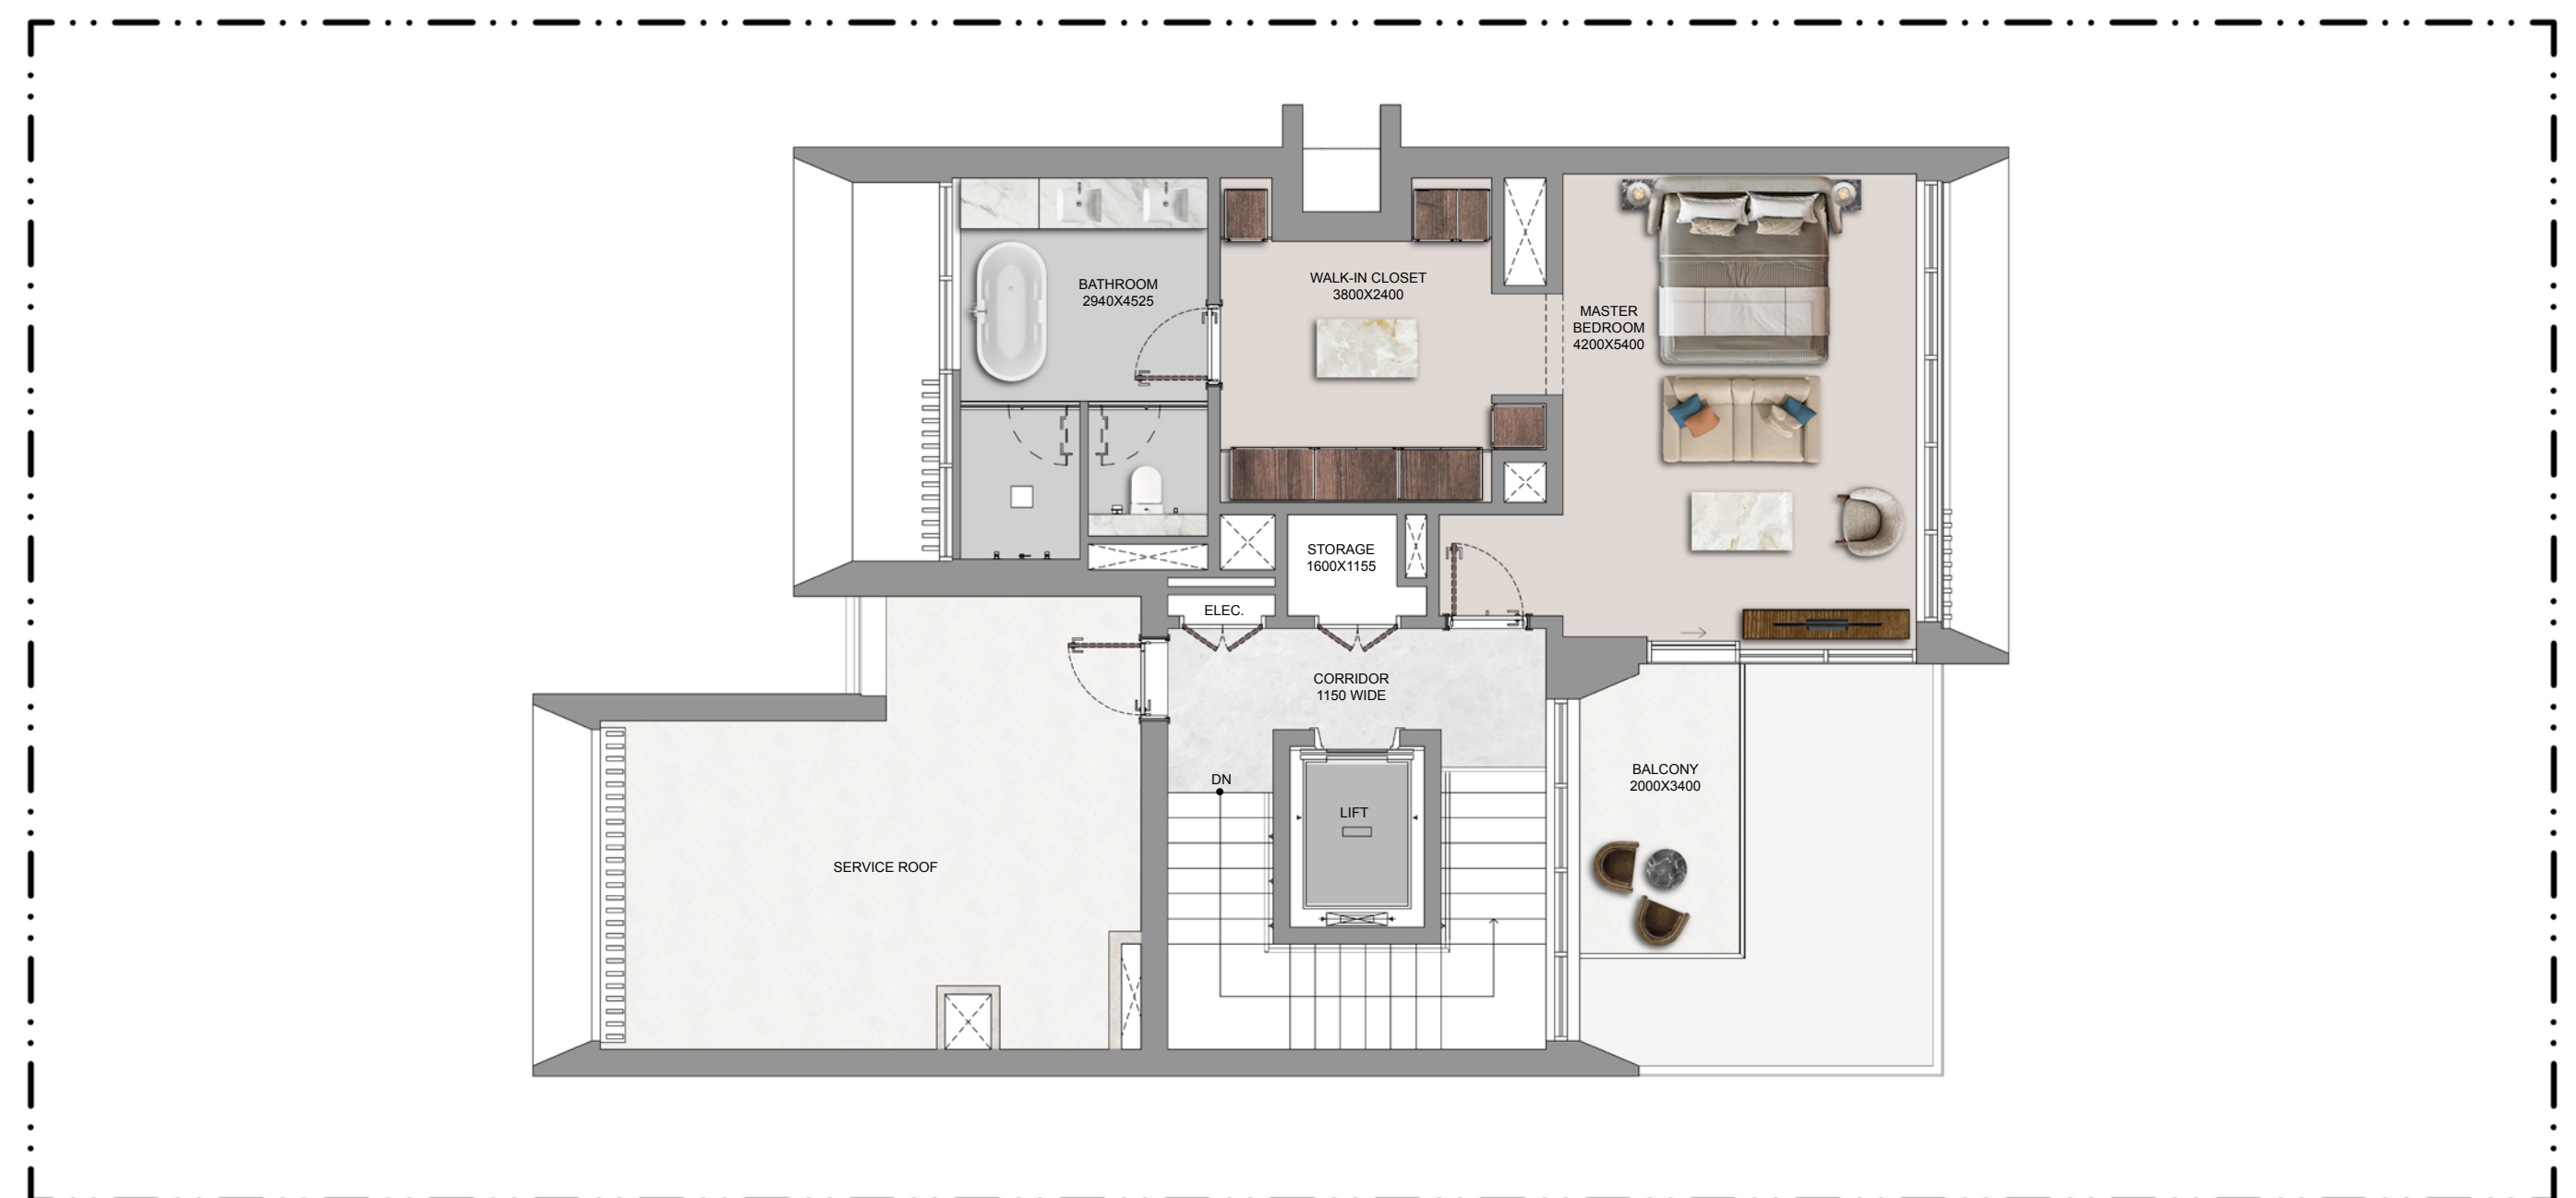 BATHROOM
2940X4525
WALK-IN CLOSET
3800X2400
MASTER
BEDROOM
4200X5400
STORAGE
1600X1155
ELEC.
CORRIDOR
1150 WIDE
DN
LIFT
BALCONY
2000X3400
SERVICE ROOF